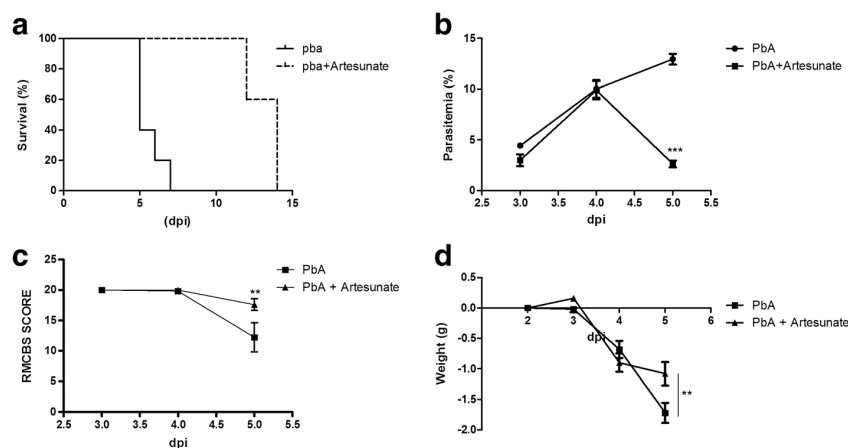 a
pba
pba+Artesunate
Survival (%)
100
80
60
40
20
0
0 5 10 15
(dpi)
b
PbA
PbA+Artesunate
Parasitemia (%)
15
10
5
0
***
2.5 3.0 3.5 4.0 4.5 5.0 5.5
dpi
c
PbA
PbA + Artesunate
RMCBS SCORE
25
20
15
10
5
0
**
2.5 3.0 3.5 4.0 4.5 5.0 5.5
dpi
d
PbA
PbA + Artesunate
Weight (g)
0.5
0.0
-0.5
-1.0
-1.5
-2.0
2 3 4 5 6
dpi
**